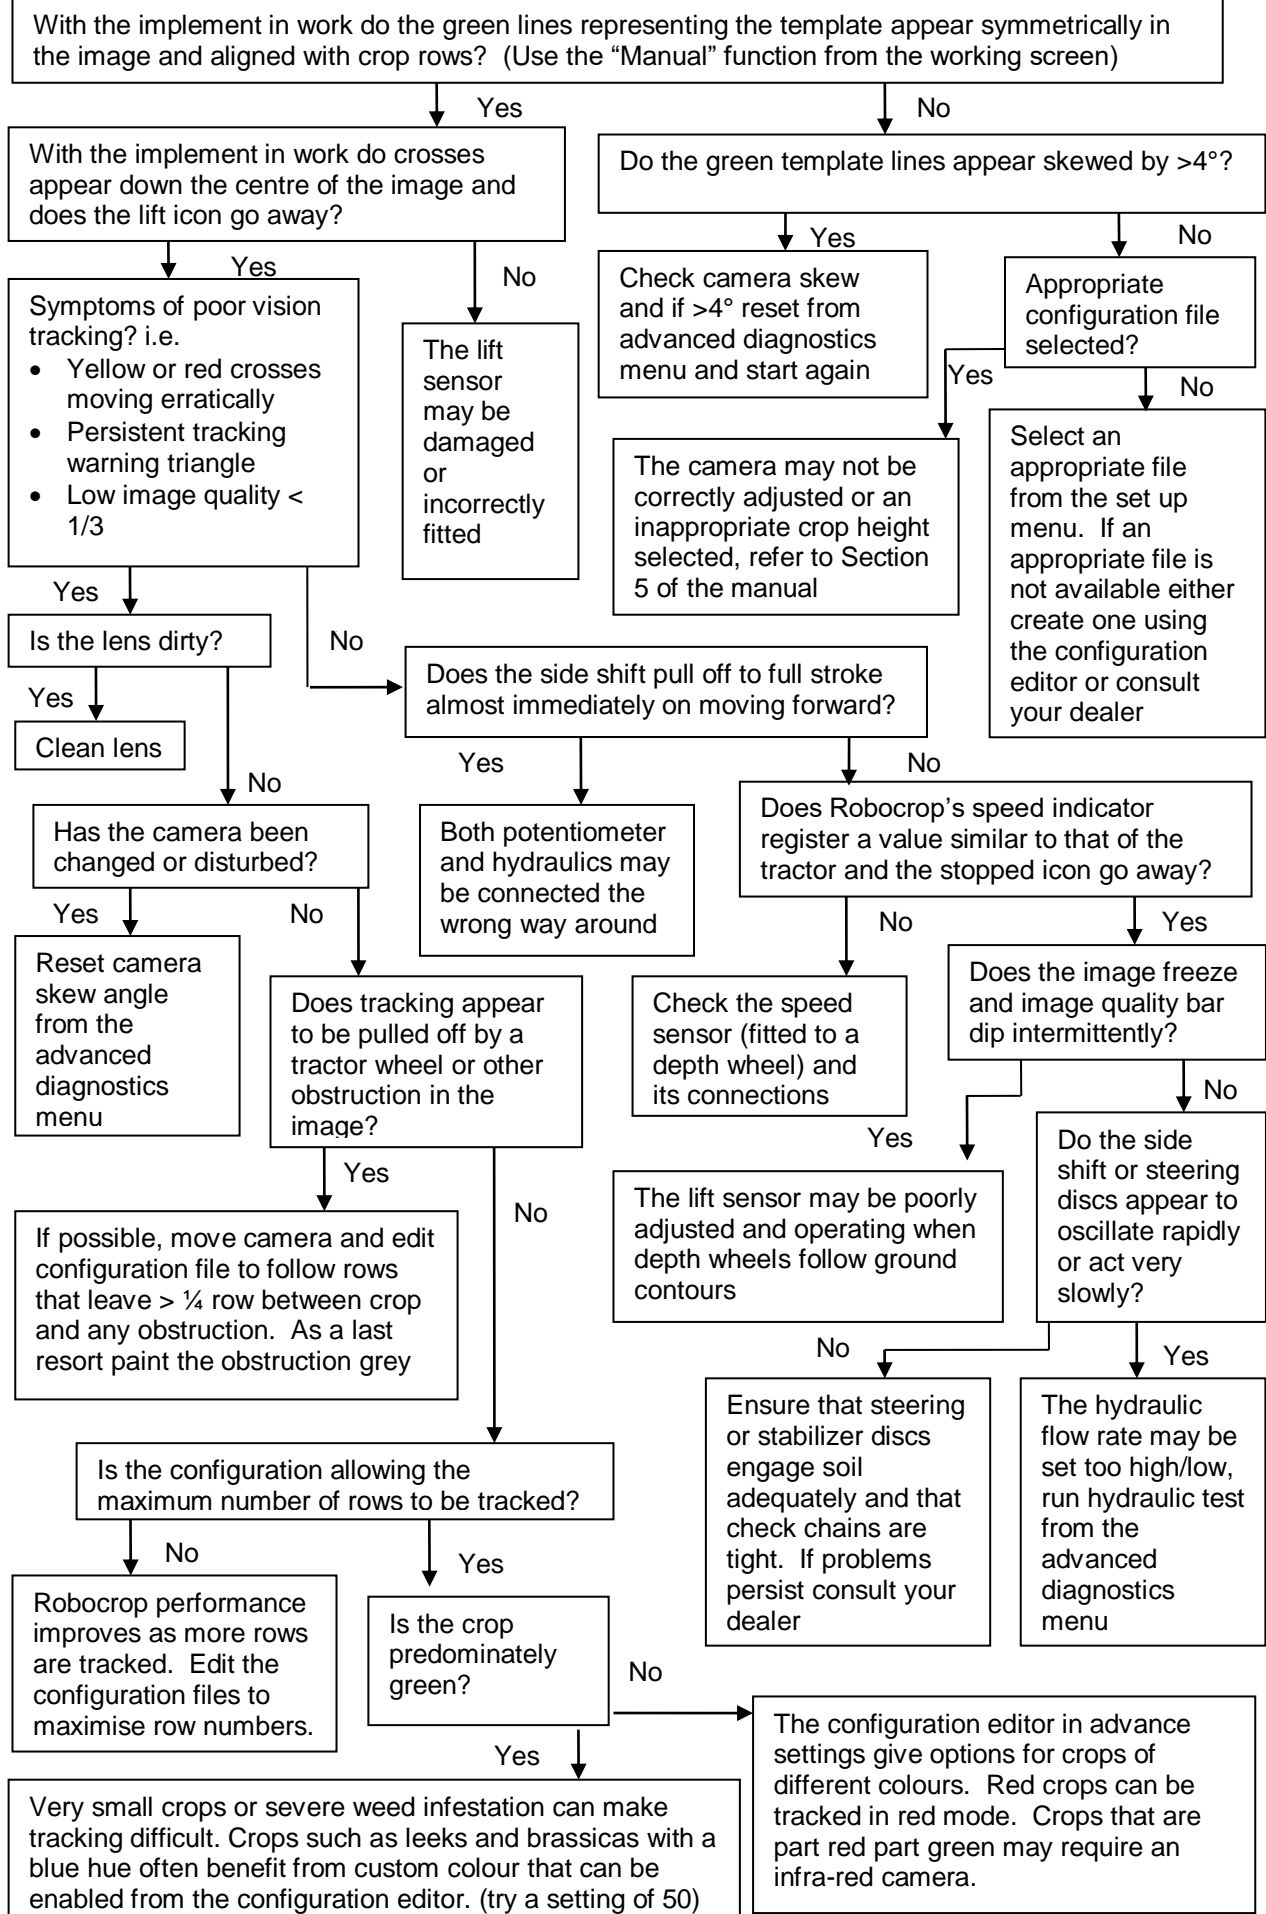 With the implement in work do the green lines representing the template appear symmetrically in
the image and aligned with crop rows?  (Use the “Manual” function from the working screen)
Yes
No
With the implement in work do crosses
appear down the centre of the image and
does the lift icon go away?
Do the green template lines appear skewed by >4°?
Yes
No
Yes
No
Symptoms of poor vision
tracking? i.e.
• Yellow or red crosses
moving erratically
• Persistent tracking
warning triangle
• Low image quality <
1/3
The lift
sensor
may be
damaged
or
incorrectly
fitted
Check camera skew
and if >4° reset from
advanced diagnostics
menu and start again
Appropriate
configuration file
selected?
Yes
No
The camera may not be
correctly adjusted or an
inappropriate crop height
selected, refer to Section
5 of the manual
Select an
appropriate file
from the set up
menu.  If an
appropriate file is
not available either
create one using
the configuration
editor or consult
your dealer
Yes
No
Is the lens dirty?
Yes
Clean lens
No
Does the side shift pull off to full stroke
almost immediately on moving forward?
Yes
No
Has the camera been
changed or disturbed?
Both potentiometer
and hydraulics may
be connected the
wrong way around
Does Robocrop’s speed indicator
register a value similar to that of the
tractor and the stopped icon go away?
Yes
No
No
Yes
Reset camera
skew angle
from the
advanced
diagnostics
menu
Does tracking appear
to be pulled off by a
tractor wheel or other
obstruction in the
image?
Check the speed
sensor (fitted to a
depth wheel) and
its connections
Does the image freeze
and image quality bar
dip intermittently?
Yes
No
Yes
No
The lift sensor may be poorly
adjusted and operating when
depth wheels follow ground
contours
Do the side
shift or steering
discs appear to
oscillate rapidly
or act very
slowly?
If possible, move camera and edit
configuration file to follow rows
that leave > ¼ row between crop
and any obstruction.  As a last
resort paint the obstruction grey
No
Yes
Ensure that steering
or stabilizer discs
engage soil
adequately and that
check chains are
tight.  If problems
persist consult your
dealer
The hydraulic
flow rate may be
set too high/low,
run hydraulic test
from the
advanced
diagnostics
menu
Is the configuration allowing the
maximum number of rows to be tracked?
No
Yes
Robocrop performance
improves as more rows
are tracked.  Edit the
configuration files to
maximise row numbers.
Is the crop
predominately
green?
No
Yes
The configuration editor in advance
settings give options for crops of
different colours.  Red crops can be
tracked in red mode.  Crops that are
part red part green may require an
infra-red camera.
Very small crops or severe weed infestation can make
tracking difficult. Crops such as leeks and brassicas with a
blue hue often benefit from custom colour that can be
enabled from the configuration editor. (try a setting of 50)